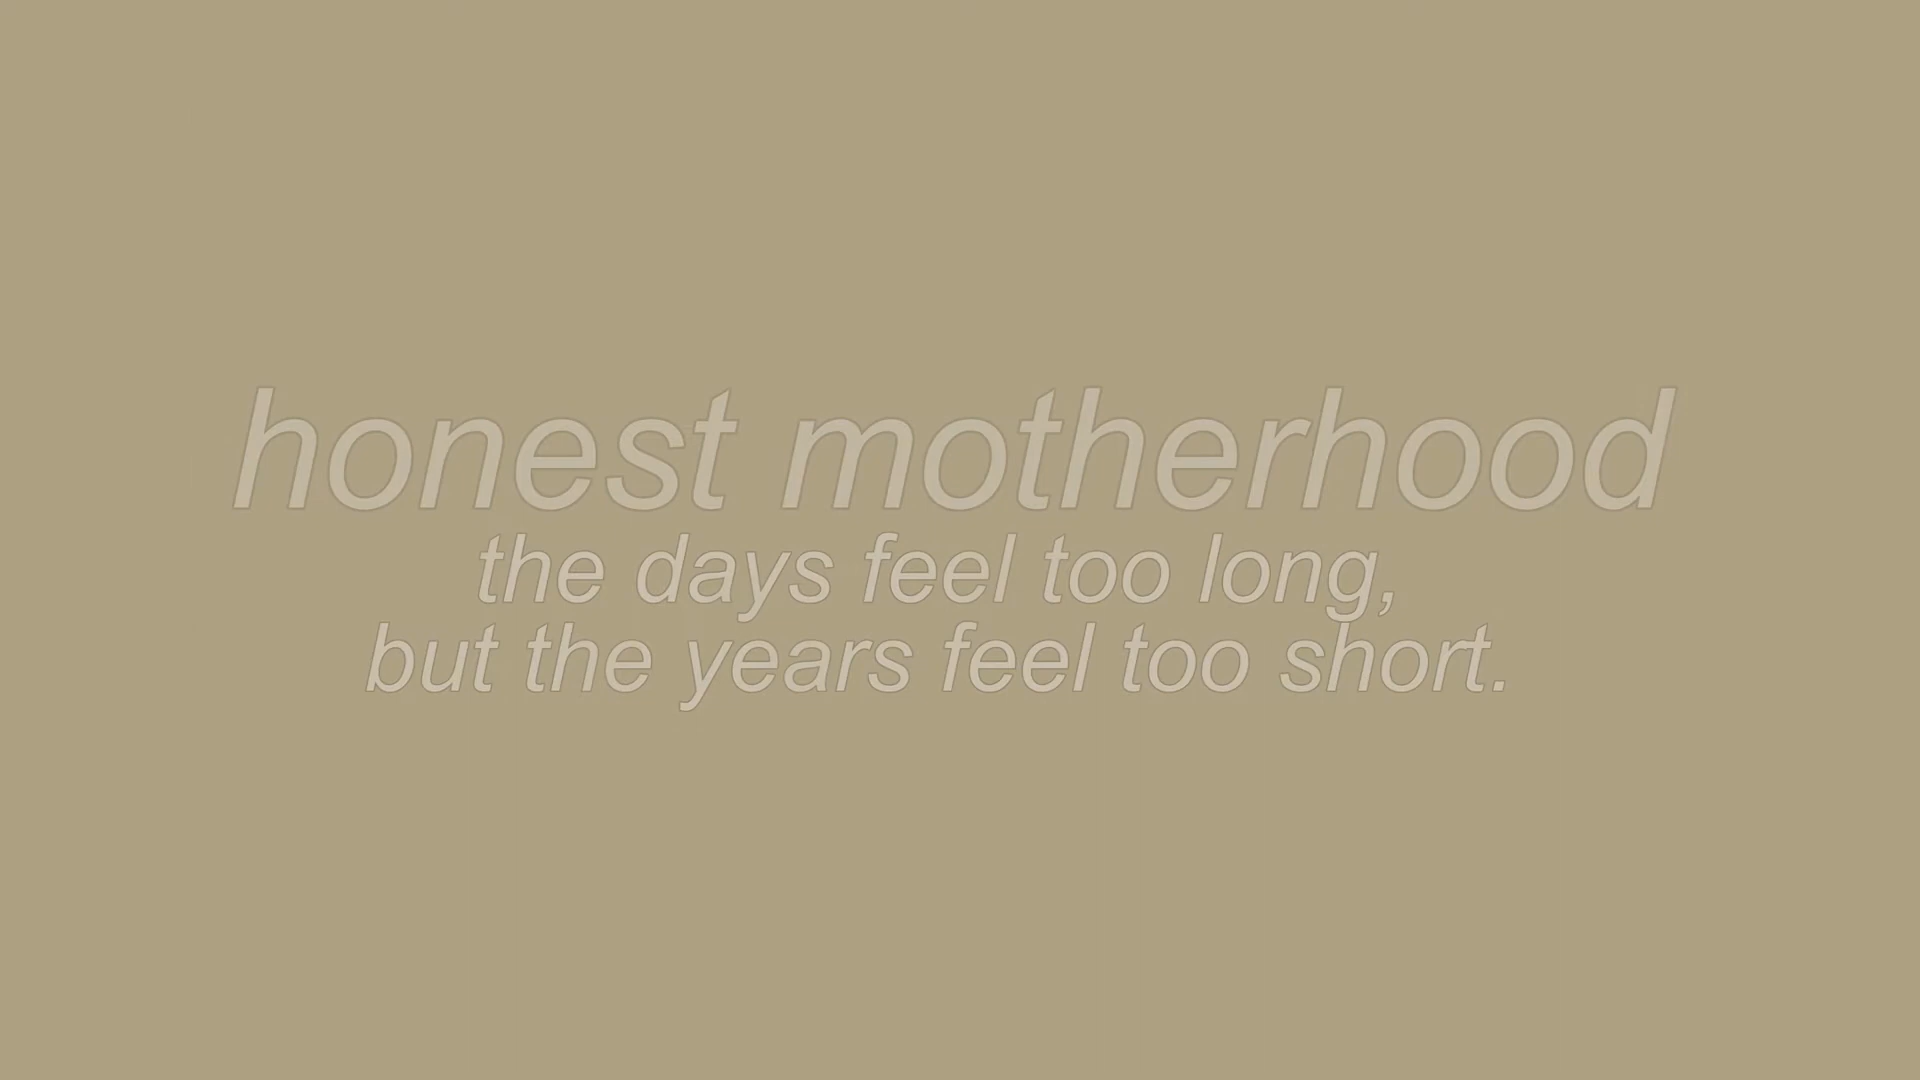 honest motherhood
the days feel too long,
but the years feel too short.